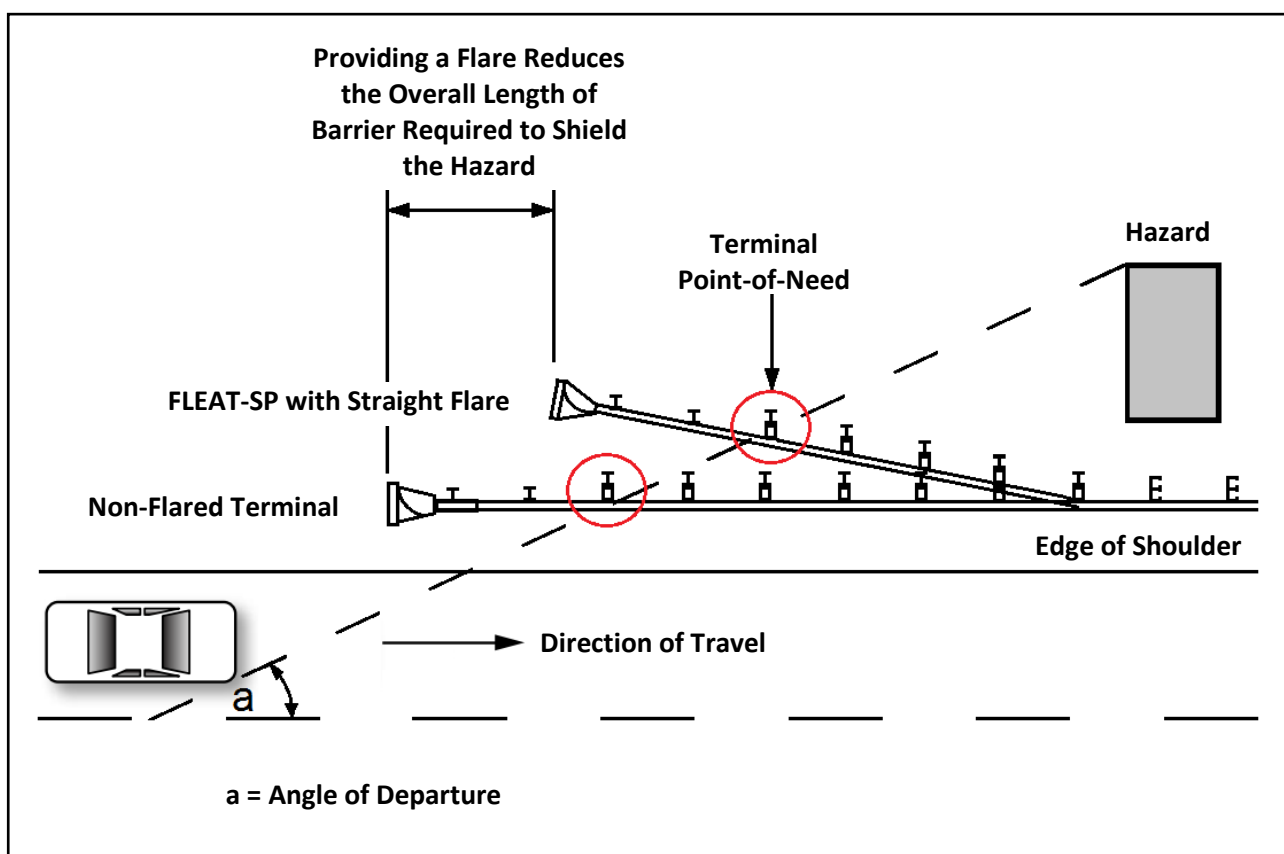 Providing a Flare Reduces
the Overall Length of
Barrier Required to Shield
the Hazard
Terminal
Point-of-Need
Hazard
FLEAT-SP with Straight Flare
Non-Flared Terminal
Edge of Shoulder
Direction of Travel
a
a = Angle of Departure